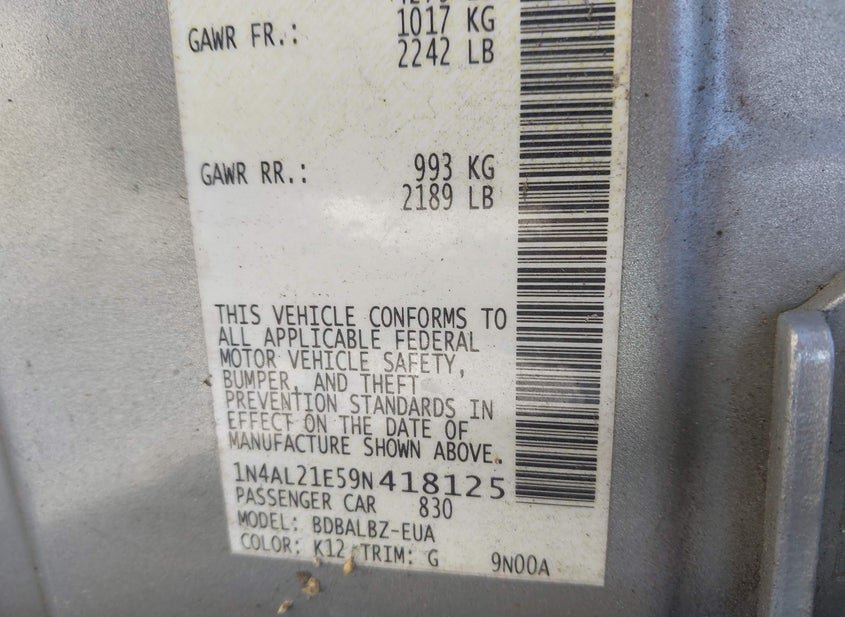 GAWR FR.: 1017 KG
2242 LB
GAWR RR.: 993 KG
2189 LB
THIS VEHICLE CONFORMS TO
ALL APPLICABLE FEDERAL
MOTOR VEHICLE SAFETY,
BUMPER, AND THEFT
PREVENTION STANDARDS IN
EFFECT ON THE DATE OF
MANUFACTURE SHOWN ABOVE.
1N4AL21E59N418125
PASSENGER CAR 830
MODEL: BDBALBZ-EUA
COLOR: K12 TRIM: G 9N00A